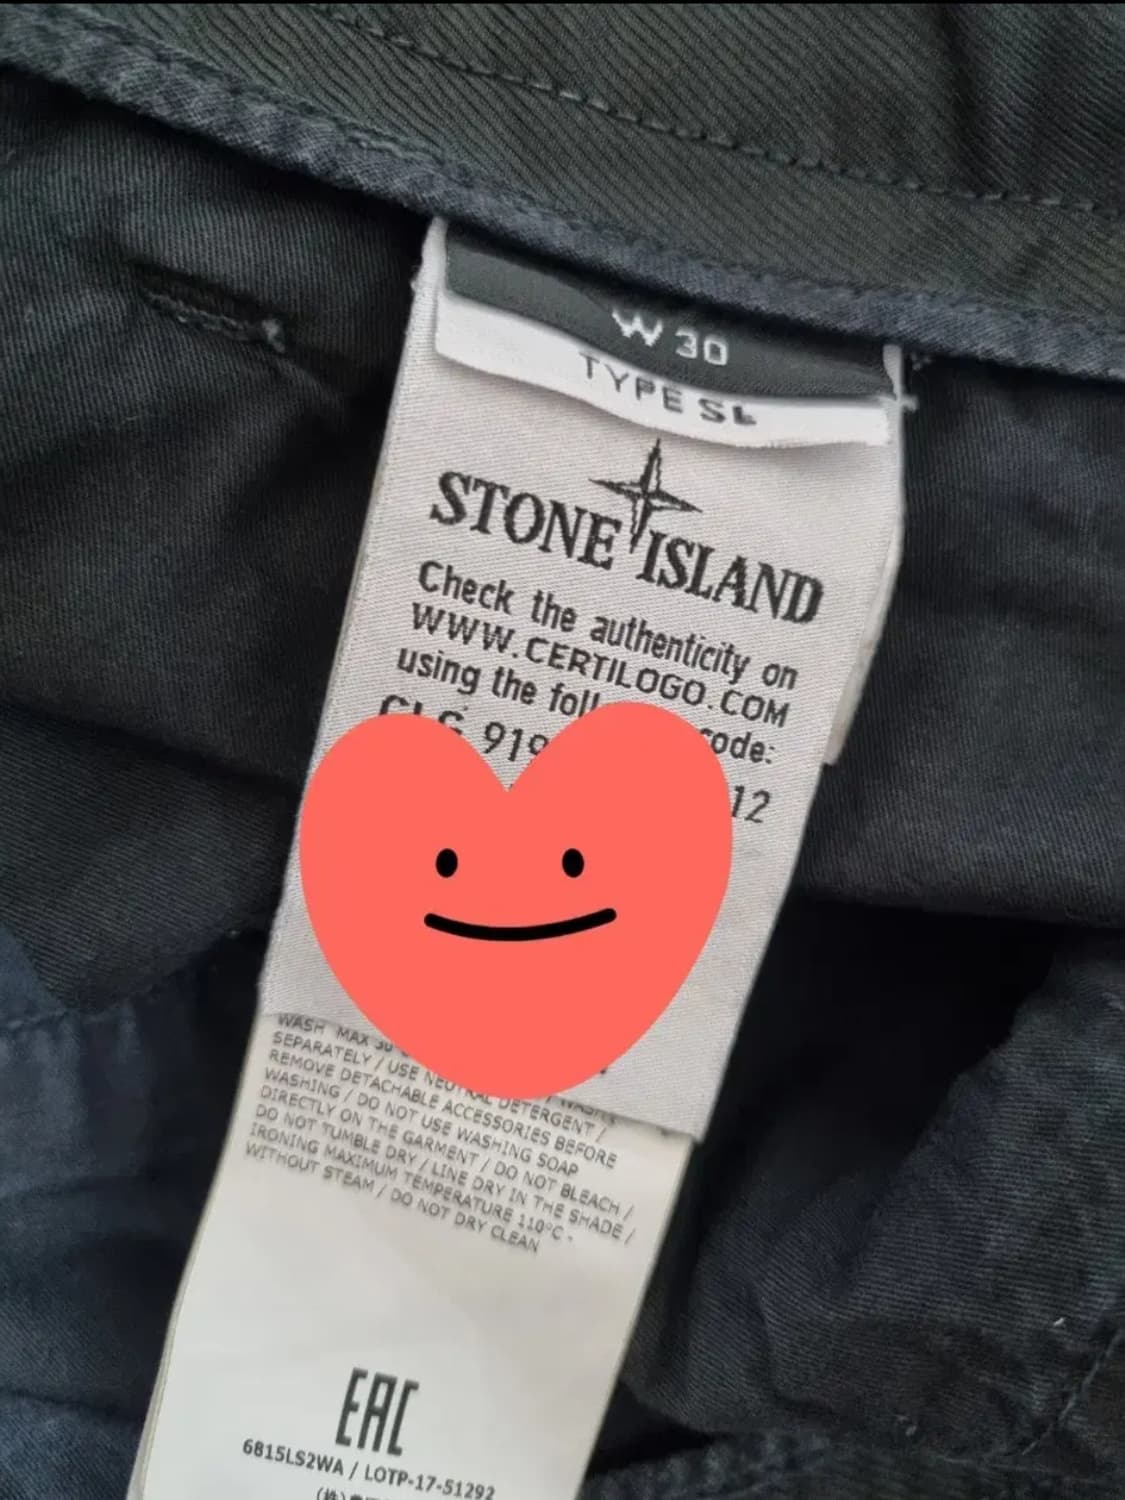 W 30
TYPE SL
STONE ISLAND
Check the authenticity on
WWW.CERTILOGO.COM
using the code:
CLG 919 12
WASH MAX 30
SEPARATELY / USE NEUTRAL DETERGENT /
REMOVE DETACHABLE ACCESSORIES BEFORE
WASHING / DO NOT USE WASHING SOAP
DIRECTLY ON THE GARMENT / DO NOT BLEACH /
DO NOT TUMBLE DRY / LINE DRY IN THE SHADE /
IRONING MAXIMUM TEMPERATURE 110°C -
WITHOUT STEAM / DO NOT DRY CLEAN
EAC
6815LS2WA / LOTP-17-51292